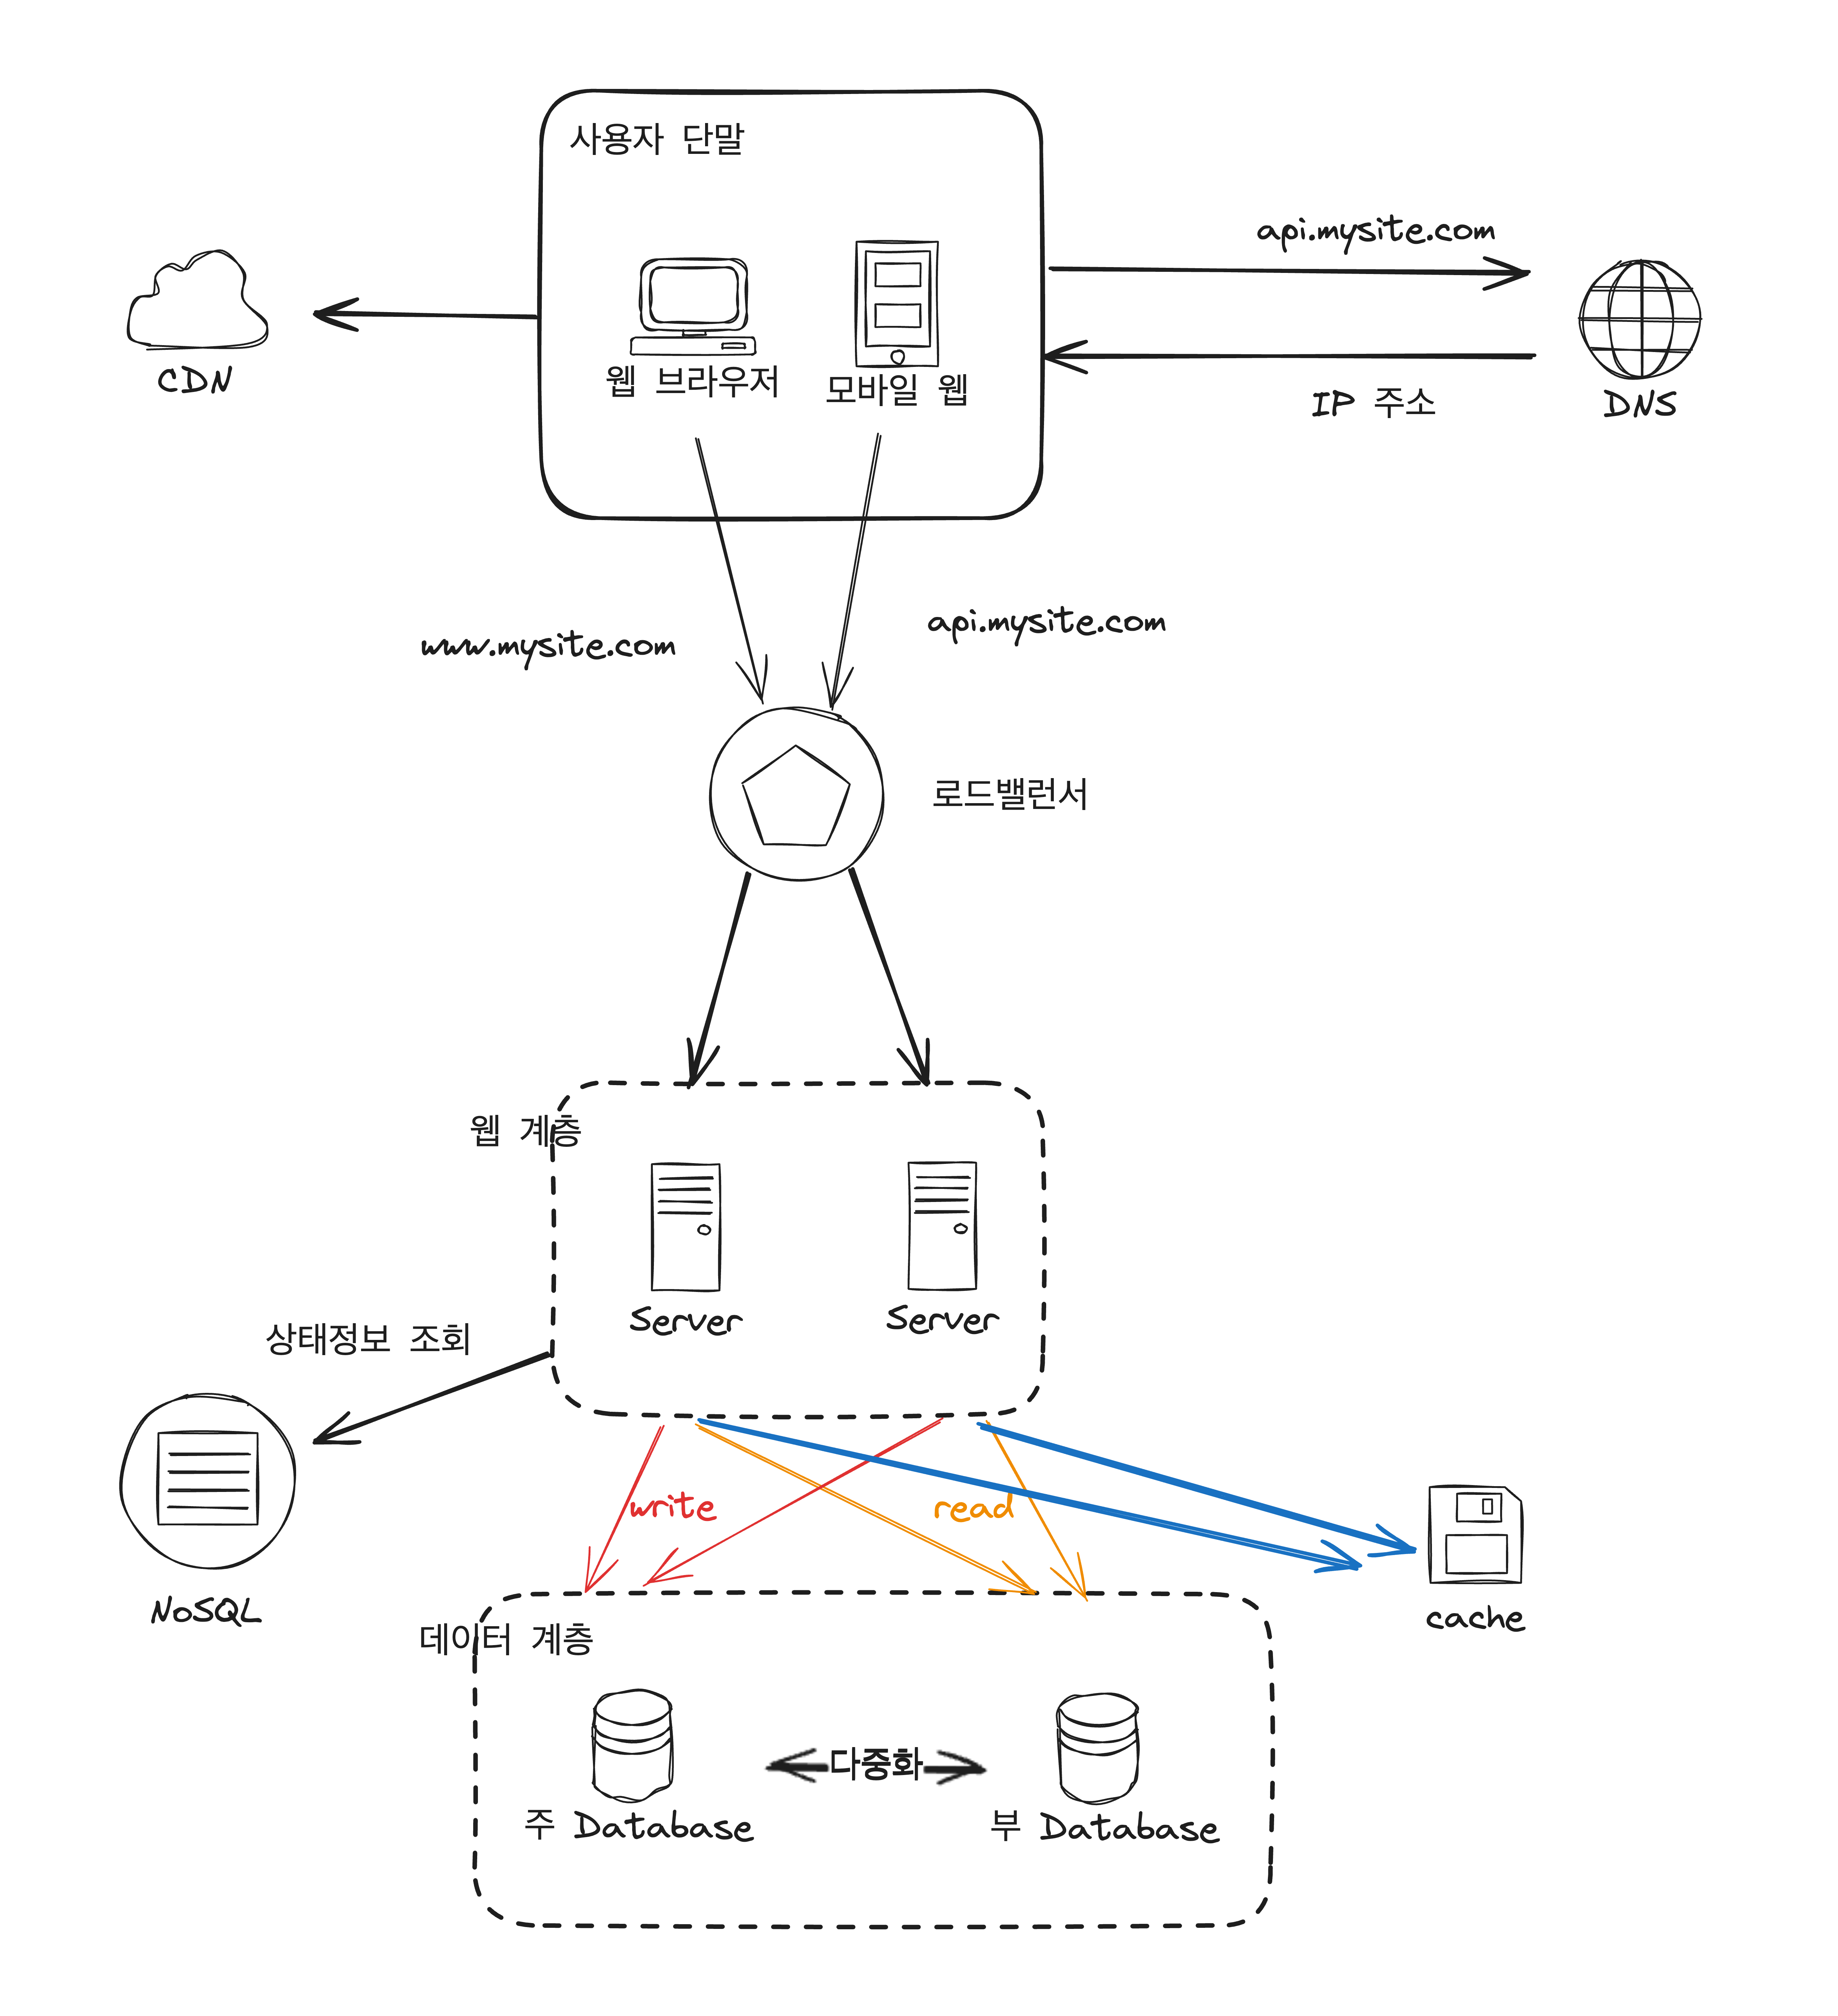 사용자 단말
api.mysite.com
CDN
웹 브라우저
모바일 웹
IP 주소
DNS
www.mysite.com
api.mysite.com
로드밸런서
웹 계층
Server
Server
상태정보 조회
write
read
NoSQL
cache
데이터 계층
다중화
주 Database
부 Database